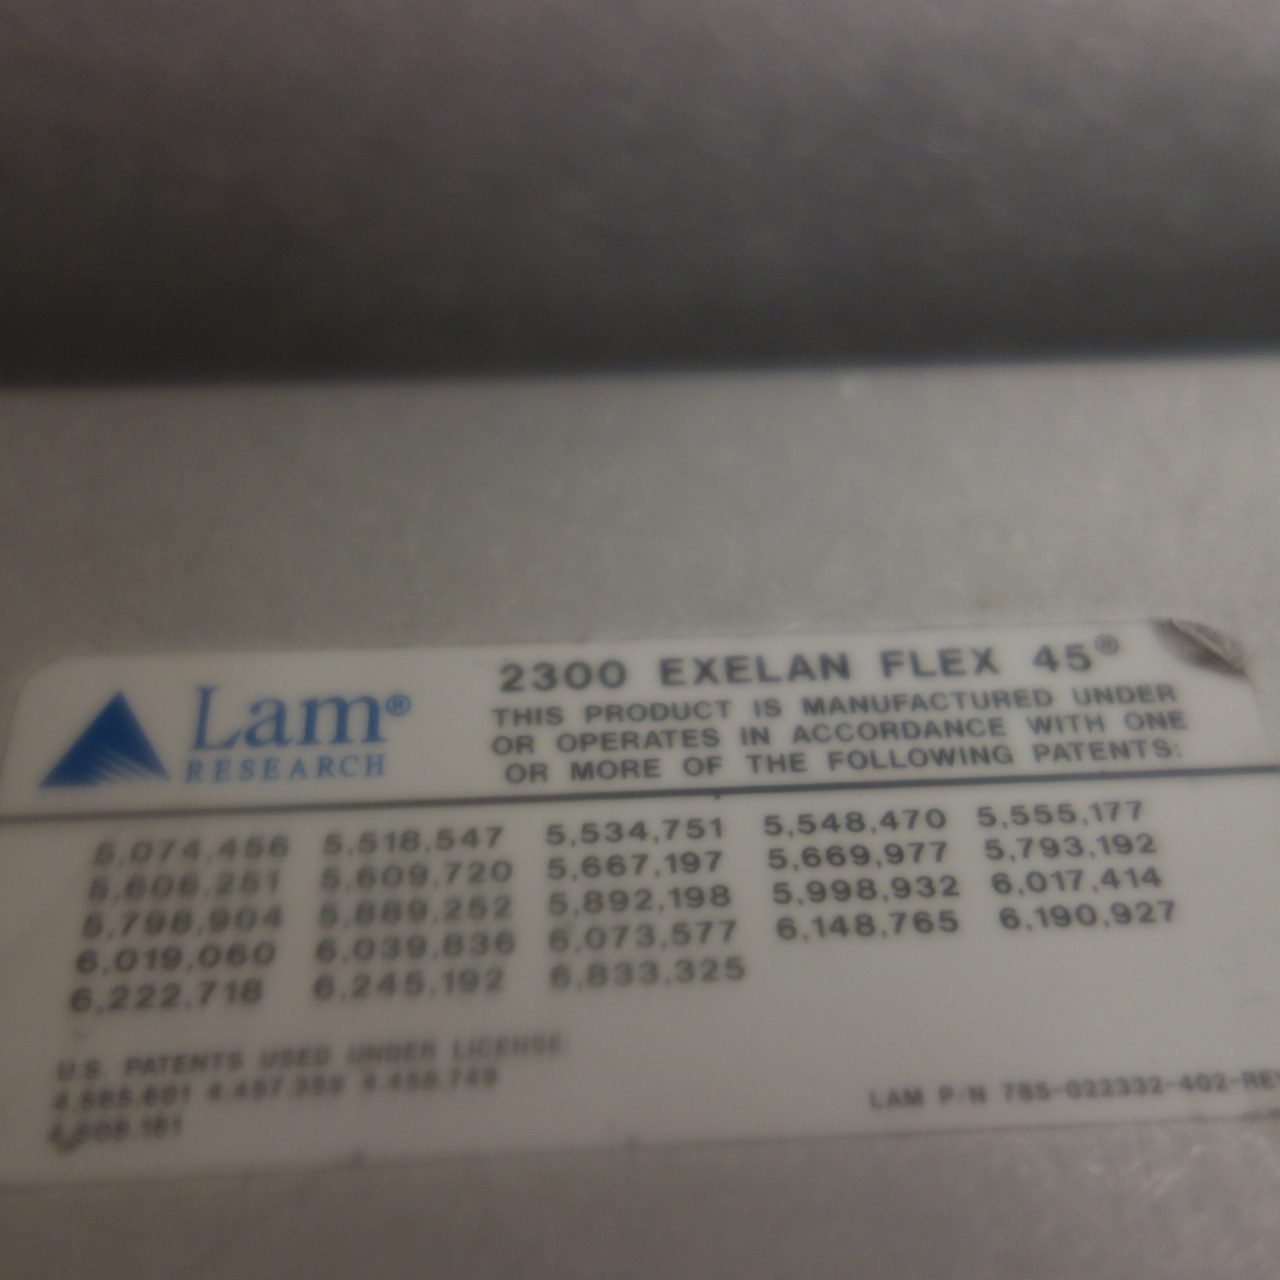 Lam®
RESEARCH
2300 EXELAN FLEX 45®
THIS PRODUCT IS MANUFACTURED UNDER
OR OPERATES IN ACCORDANCE WITH ONE
OR MORE OF THE FOLLOWING PATENTS:
5,074,456 5,518,547 5,534,751 5,548,470 5,555,177
5,606,251 5,609,720 5,667,197 5,669,977 5,793,192
5,798,904 5,889,252 5,892,198 5,998,932 6,017,414
6,019,060 6,039,836 6,073,577 6,148,765 6,190,927
6,222,718 6,245,192 6,833,325
U.S. PATENTS USED UNDER LICENSE:
LAM P/N 785-022332-402-RE